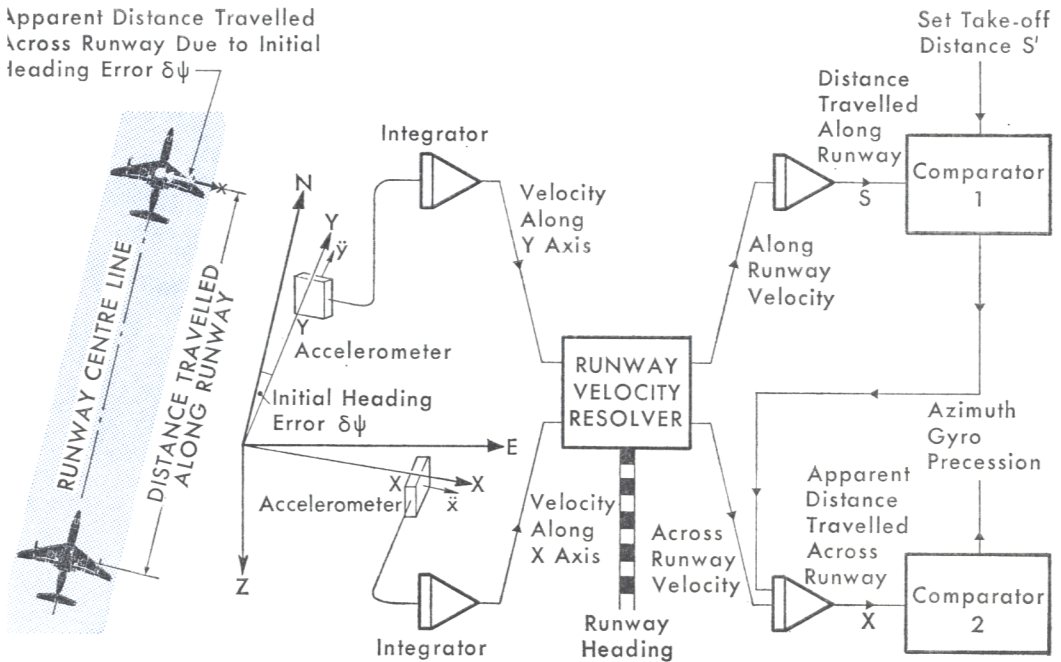 Apparent Distance Travelled
Across Runway Due to Initial
Heading Error δψ
x
RUNWAY CENTRE LINE
DISTANCE TRAVELLED
ALONG RUNWAY
N
Y
ÿ
Y
Accelerometer
Initial Heading
Error δψ
E
X
X
ẍ
Accelerometer
Z
Integrator
Velocity
Along
Y Axis
RUNWAY
VELOCITY
RESOLVER
Velocity
Along
X Axis
Integrator
Runway
Heading
Along
Runway
Velocity
Across
Runway
Velocity
Distance
Travelled
Along
Runway
S
Set Take-off
Distance S'
Comparator
1
Azimuth
Gyro
Precession
Apparent
Distance
Travelled
Across
Runway
X
Comparator
2